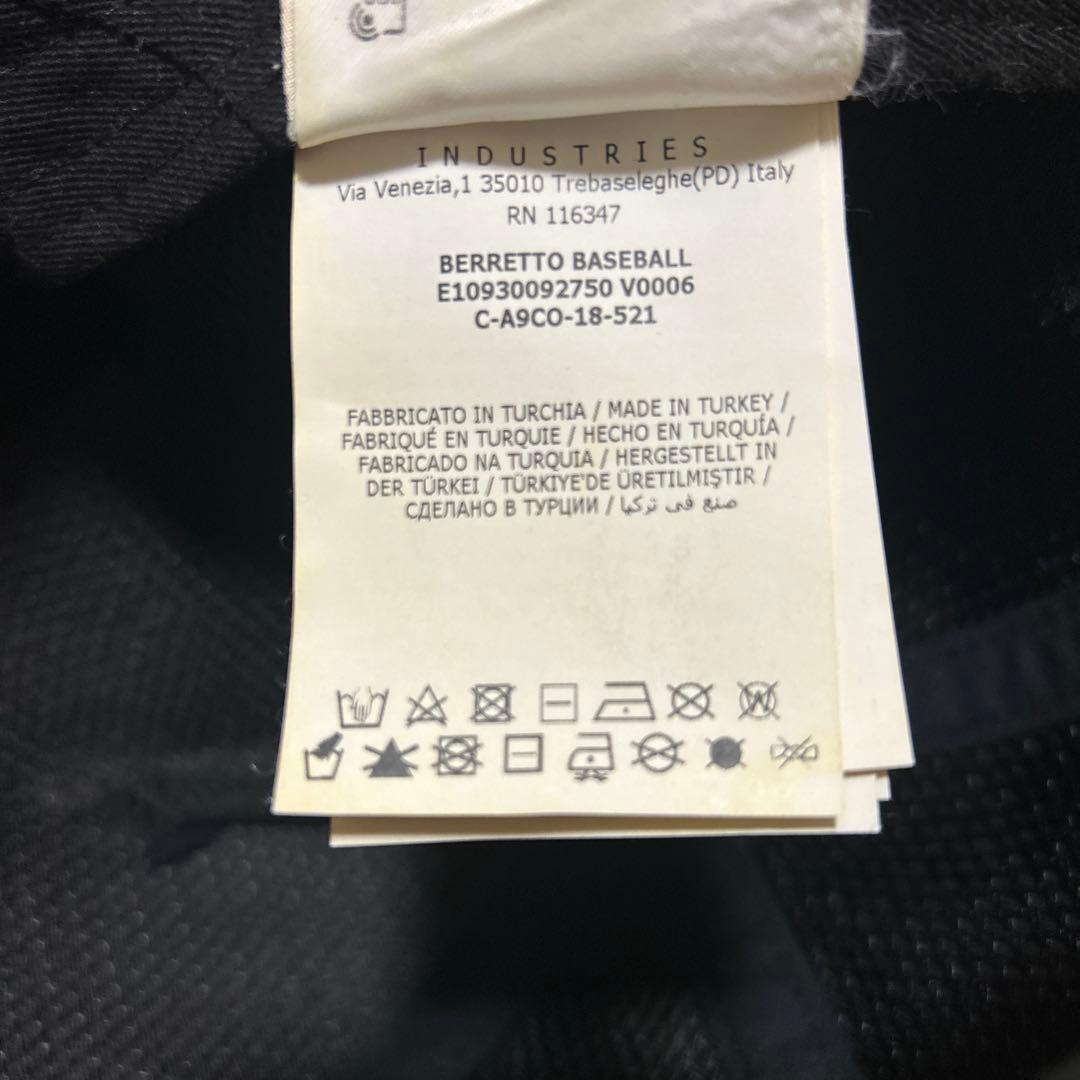 INDUSTRIES
Via Venezia,1 35010 Trebaseleghe(PD) Italy
RN 116347
BERRETTO BASEBALL
E10930092750 V0006
C-A9CO-18-521
FABBRICATO IN TURCHIA / MADE IN TURKEY /
FABRIQUÉ EN TURQUIE / HECHO EN TURQUÍA /
FABRICADO NA TURQUIA / HERGESTELLT IN
DER TÜRKEI / TÜRKIYE'DE ÜRETILMIŞTIR /
СДЕЛАНО В ТУРЦИИ / صنع في تركيا